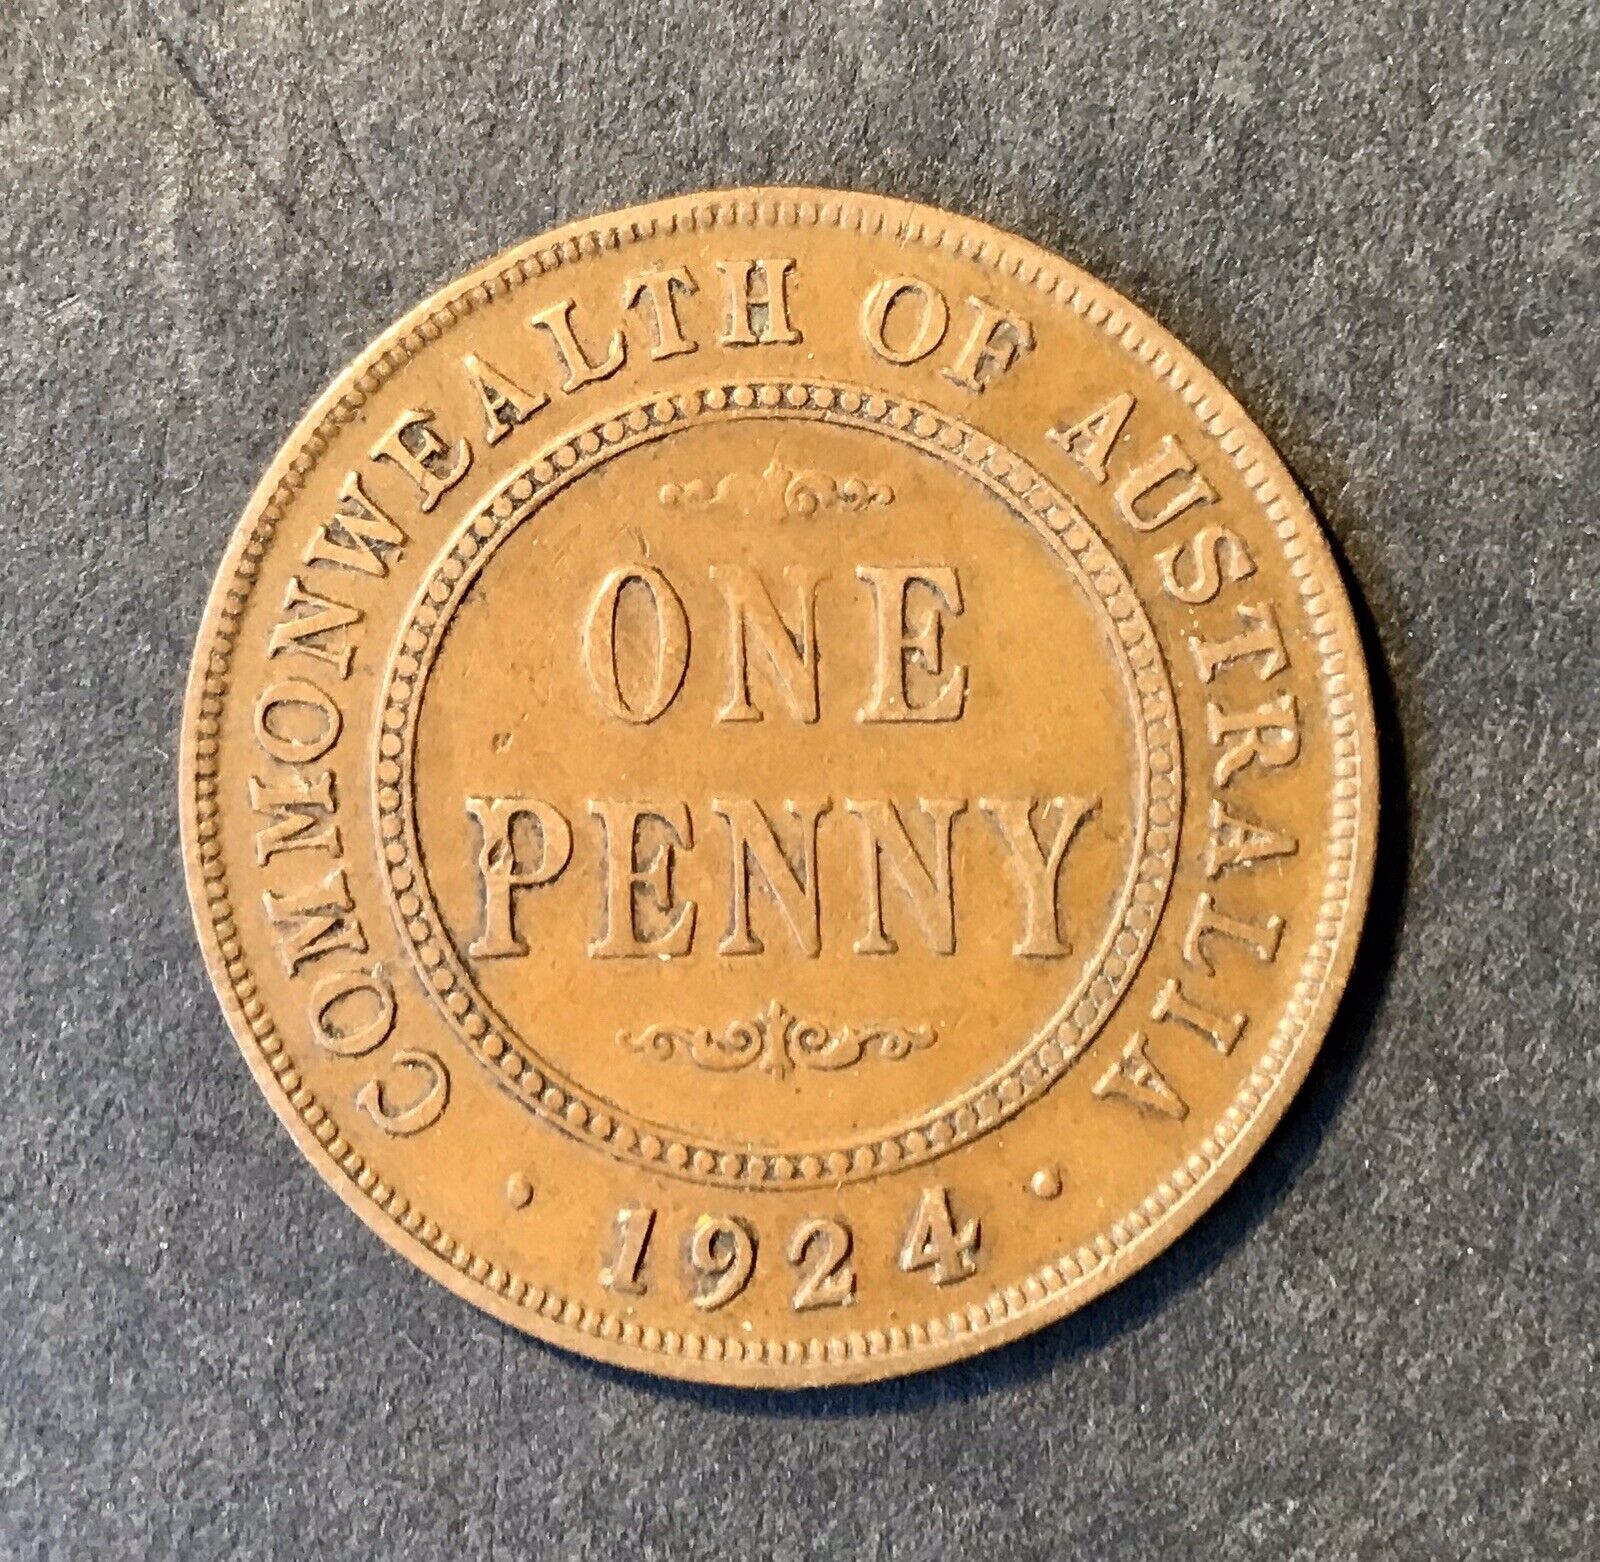 COMMONWEALTH OF AUSTRALIA
ONE
PENNY
· 1924 ·